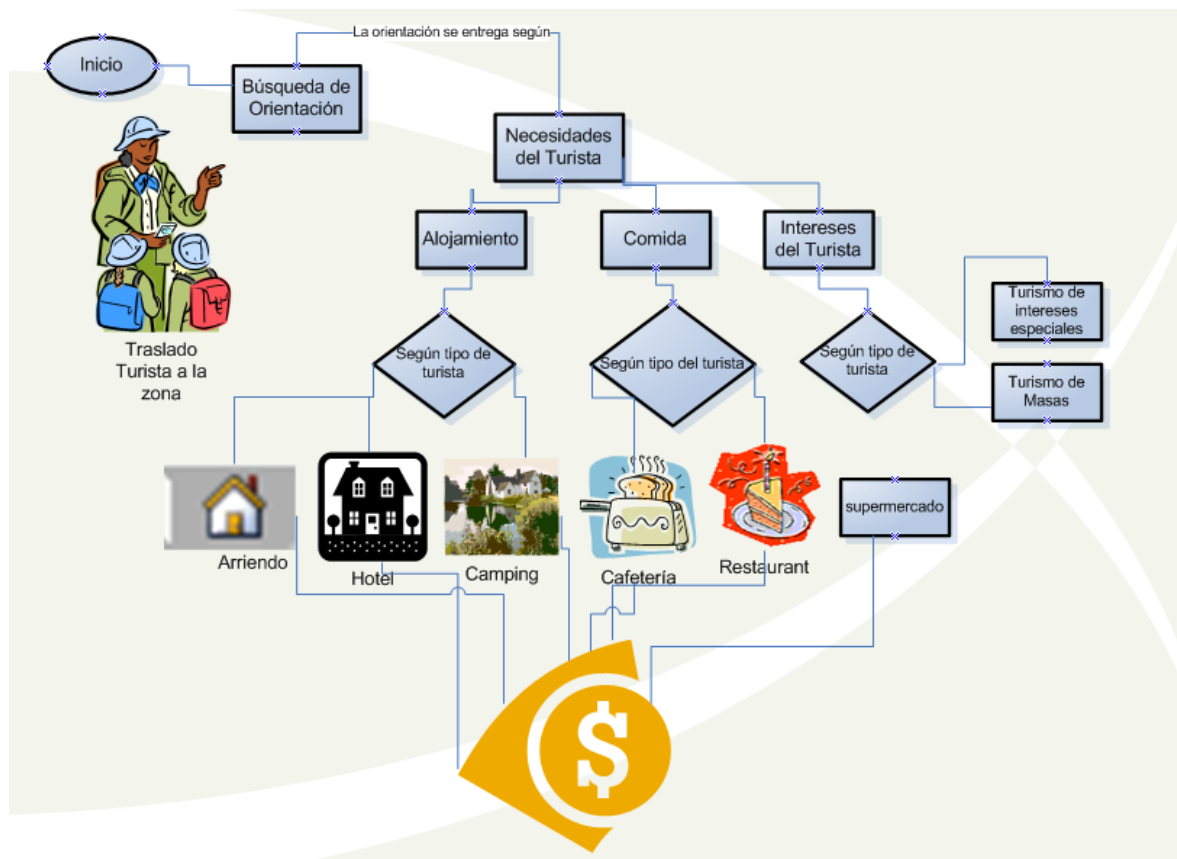 La orientación se entrega según
Inicio
Búsqueda de
Orientación
Necesidades
del Turista
Alojamiento
Comida
Intereses
del Turista
Turismo de
intereses
especiales
Según tipo de
turista
Según tipo del turista
Según tipo de
turista
Turismo de
Masas
Traslado
Turista a la
zona
supermercado
Arriendo
Hotel
Camping
Cafetería
Restaurant
$